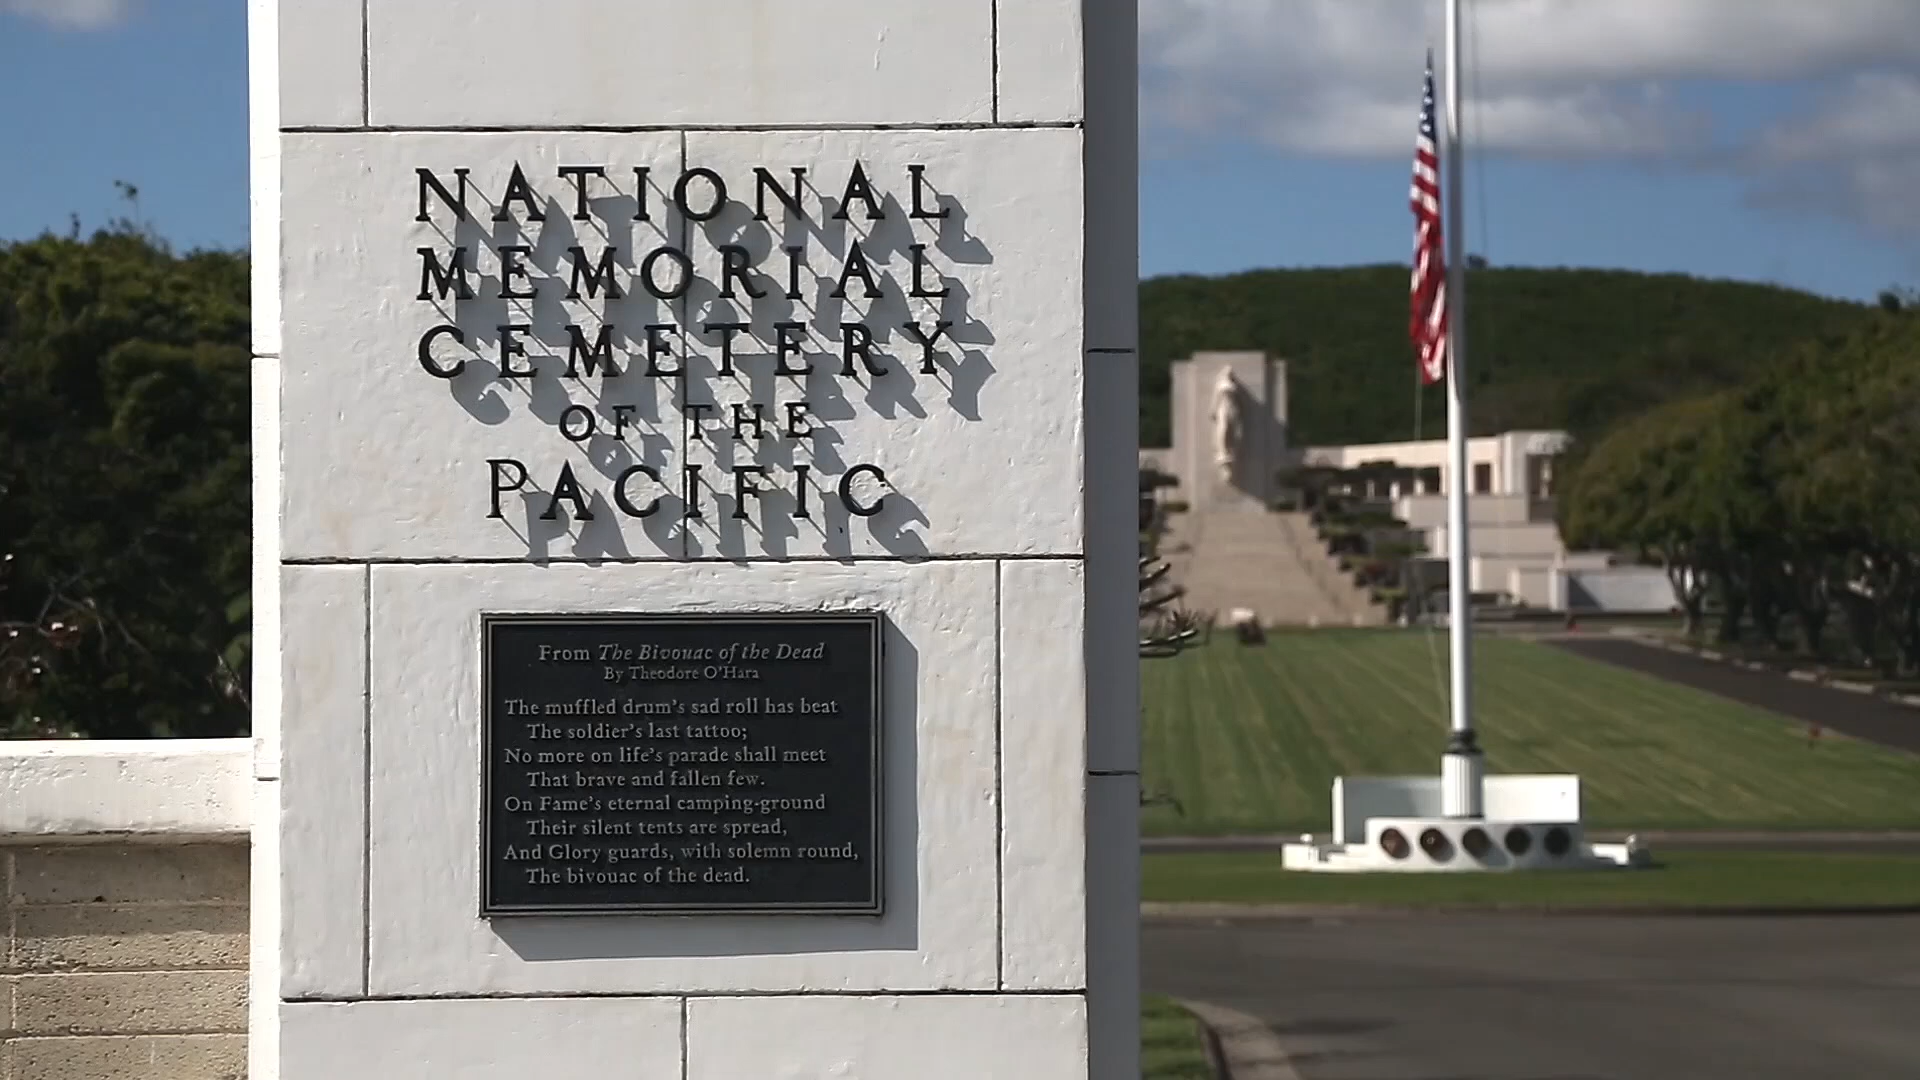 NATIONAL
MEMORIAL
CEMETERY
OF THE
PACIFIC
From The Bivouac of the Dead
By Theodore O'Hara
The muffled drum's sad roll has beat
The soldier's last tattoo;
No more on life's parade shall meet
That brave and fallen few.
On Fame's eternal camping-ground
Their silent tents are spread,
And Glory guards, with solemn round,
The bivouac of the dead.